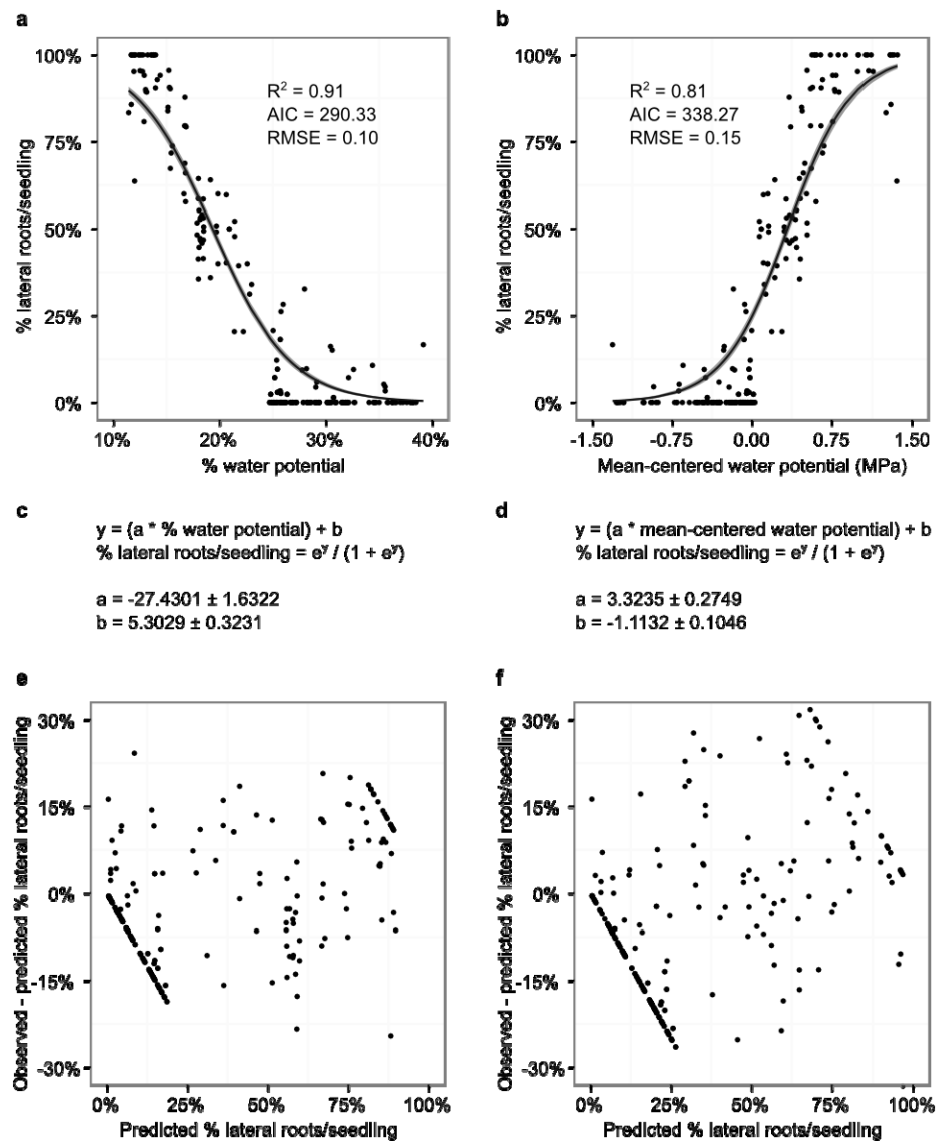 a
b
% lateral roots/seedling
100%
75%
50%
25%
0%
R² = 0.91
AIC = 290.33
RMSE = 0.10
10%
20%
30%
40%
% water potential
% lateral roots/seedling
100%
75%
50%
25%
0%
R² = 0.81
AIC = 338.27
RMSE = 0.15
-1.50
-0.75
0.00
0.75
1.50
Mean-centered water potential (MPa)
c
y = (a * % water potential) + b
% lateral roots/seedling = eʸ / (1 + eʸ)
a = -27.4301 ± 1.6322
b = 5.3029 ± 0.3231
d
y = (a * mean-centered water potential) + b
% lateral roots/seedling = eʸ / (1 + eʸ)
a = 3.3235 ± 0.2749
b = -1.1132 ± 0.1046
e
Observed - predicted % lateral roots/seedling
30%
15%
0%
-15%
-30%
0%
25%
50%
75%
100%
Predicted % lateral roots/seedling
f
Observed - predicted % lateral roots/seedling
30%
15%
0%
-15%
-30%
0%
25%
50%
75%
100%
Predicted % lateral roots/seedling